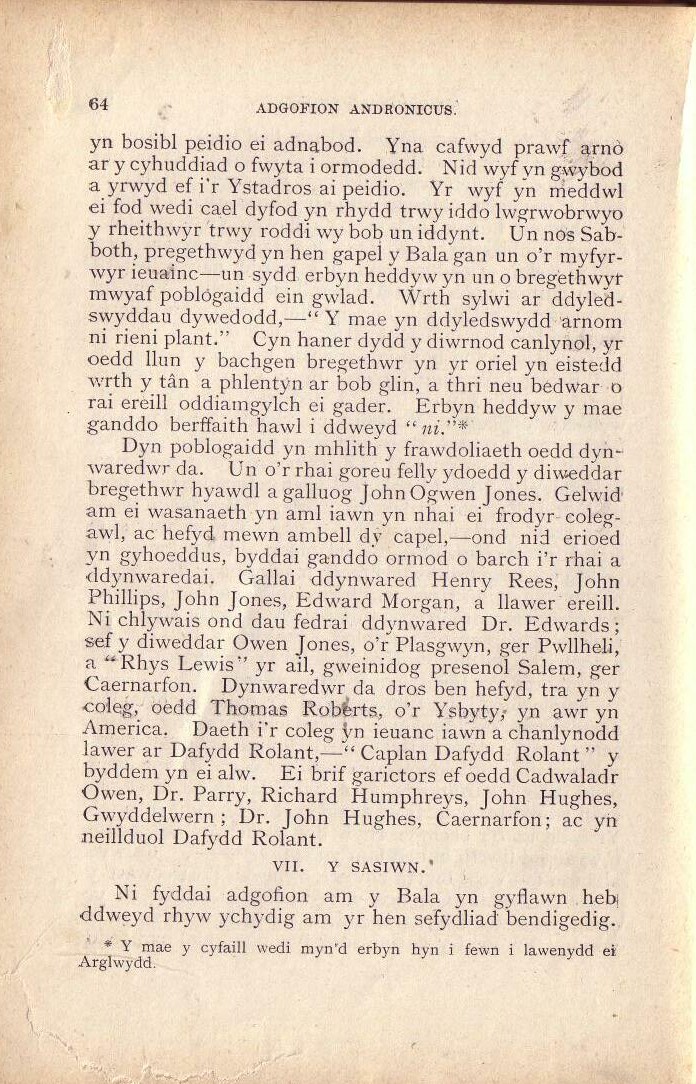 64
ADGOFION ANDRONICUS.
yn bosibl peidio ei adnabod. Yna cafwyd prawf arno
ar y cyhuddiad o fwyta i ormodedd. Nid wyf yn gwybod
a yrwyd ef i'r Ystadros ai peidio. Yr wyf yn meddwl
ei fod wedi cael dyfod yn rhydd trwy iddo lwgrwobrwyo
y rheithwyr trwy roddi wy bob un iddynt. Un nos Sab-
both, pregethwyd yn hen gapel y Bala gan un o'r myfyr-
wyr ieuainc—un sydd erbyn heddyw yn un o bregethwyr
mwyaf poblogaidd ein gwlad. Wrth sylwi ar ddyled-
swyddau dywedodd,—“Y mae yn ddyledswydd arnom
ni rieni plant.” Cyn haner dydd y diwrnod canlynol, yr
oedd llun y bachgen bregethwr yn yr oriel yn eistedd
wrth y tân a phlentyn ar bob glin, a thri neu bedwar o
rai ereill oddiamgylch ei gader. Erbyn heddyw y mae
ganddo berffaith hawl i ddweyd “ni.”*
Dyn poblogaidd yn mhlith y frawdoliaeth oedd dyn-
waredwr da. Un o'r rhai goreu felly ydoedd y diweddar
bregethwr hyawdl a galluog John Ogwen Jones. Gelwid
am ei wasanaeth yn aml iawn yn nhai ei frodyr coleg-
awl, ac hefyd mewn ambell dŷ capel,—ond nid erioed
yn gyhoeddus, byddai ganddo ormod o barch i'r rhai a
ddynwaredai. Gallai ddynwared Henry Rees, John
Phillips, John Jones, Edward Morgan, a llawer ereill.
Ni chlywais ond dau fedrai ddynwared Dr. Edwards;
sef y diweddar Owen Jones, o'r Plasgwyn, ger Pwllheli,
a “Rhys Lewis” yr ail, gweinidog presenol Salem, ger
Caernarfon. Dynwaredwr da dros ben hefyd, tra yn y
coleg, oedd Thomas Roberts, o'r Ysbyty, yn awr yn
America. Daeth i'r coleg yn ieuanc iawn a chanlynodd
lawer ar Dafydd Rolant,—“Caplan Dafydd Rolant” y
byddem yn ei alw. Ei brif garictors ef oedd Cadwaladr
Owen, Dr. Parry, Richard Humphreys, John Hughes,
Gwyddelwern; Dr. John Hughes, Caernarfon; ac yn
neillduol Dafydd Rolant.
VII. Y SASIWN.
Ni fyddai adgofion am y Bala yn gyflawn heb
ddweyd rhyw ychydig am yr hen sefydliad bendigedig.
* Y mae y cyfaill wedi myn'd erbyn hyn i fewn i lawenydd ei
Arglwydd.